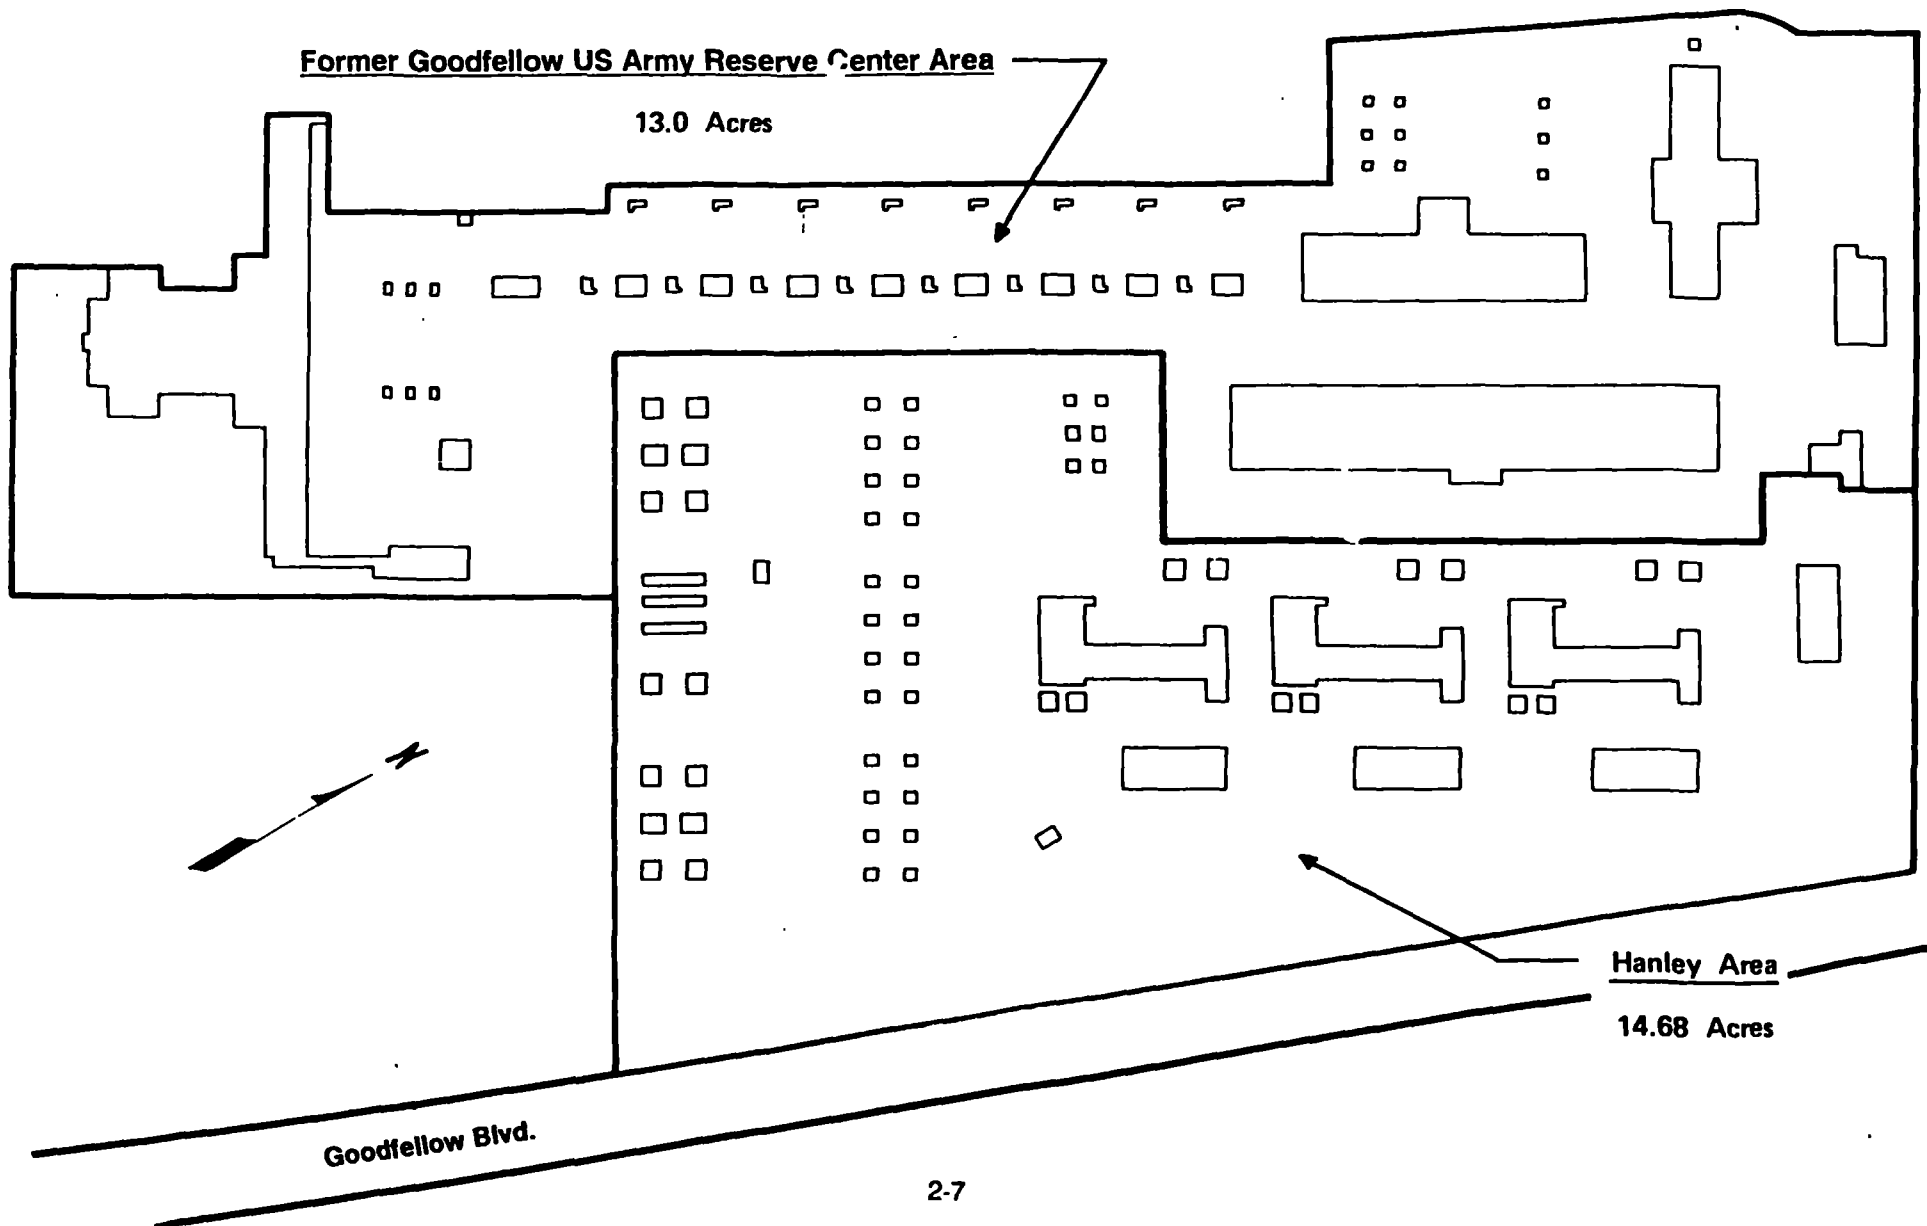 Former Goodfellow US Army Reserve Center Area
13.0 Acres
N
Hanley Area
14.68 Acres
Goodfellow Blvd.
2-7